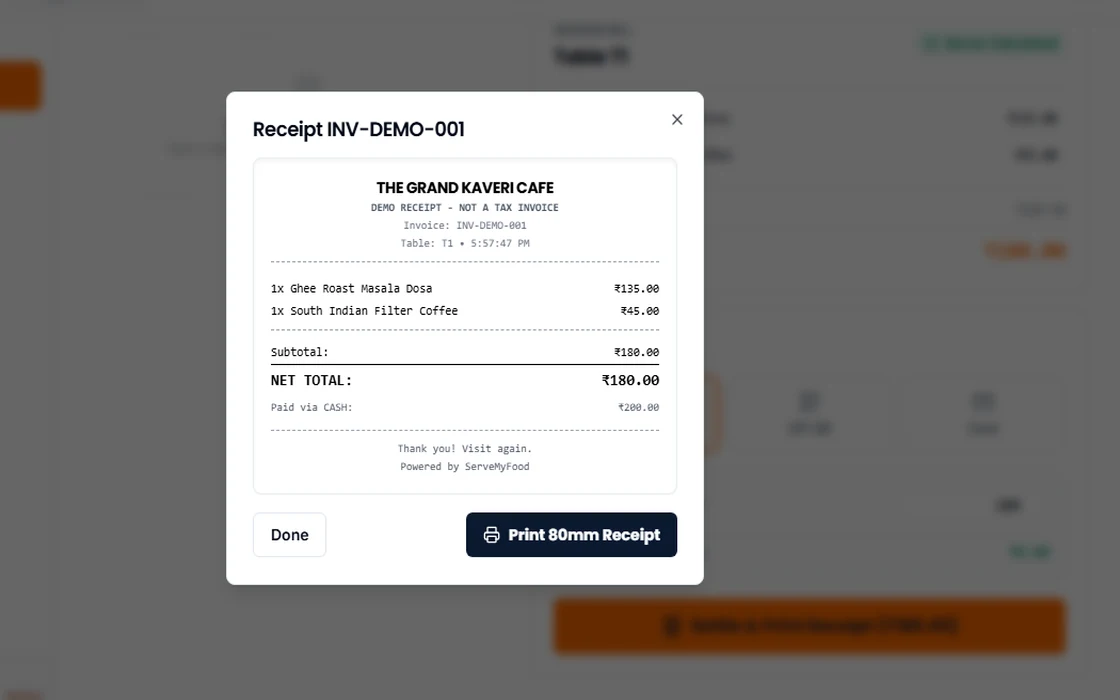 Table T1
Receipt INV-DEMO-001
THE GRAND KAVERI CAFE
DEMO RECEIPT - NOT A TAX INVOICE
Invoice: INV-DEMO-001
Table: T1 • 5:57:47 PM
1x Ghee Roast Masala Dosa ₹135.00
1x South Indian Filter Coffee ₹45.00
Subtotal: ₹180.00
NET TOTAL: ₹180.00
Paid via CASH: ₹200.00
Thank you! Visit again.
Powered by ServeMyFood
Done
Print 80mm Receipt